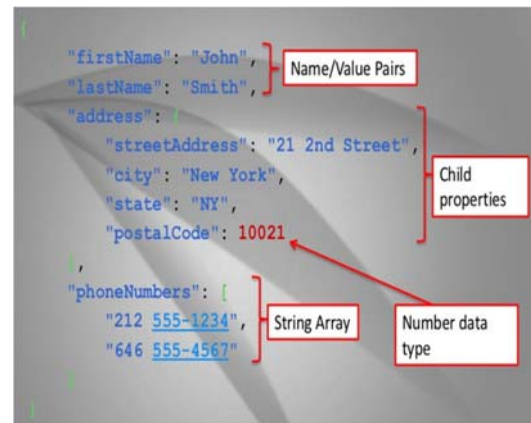 {
"firstName": "John",
"lastName": "Smith",
Name/Value Pairs
"address": {
"streetAddress": "21 2nd Street",
"city": "New York",
"state": "NY",
"postalCode": 10021
Child
properties
},
"phoneNumbers": [
"212 555-1234",
"646 555-4567"
String Array
Number data
type
]
}